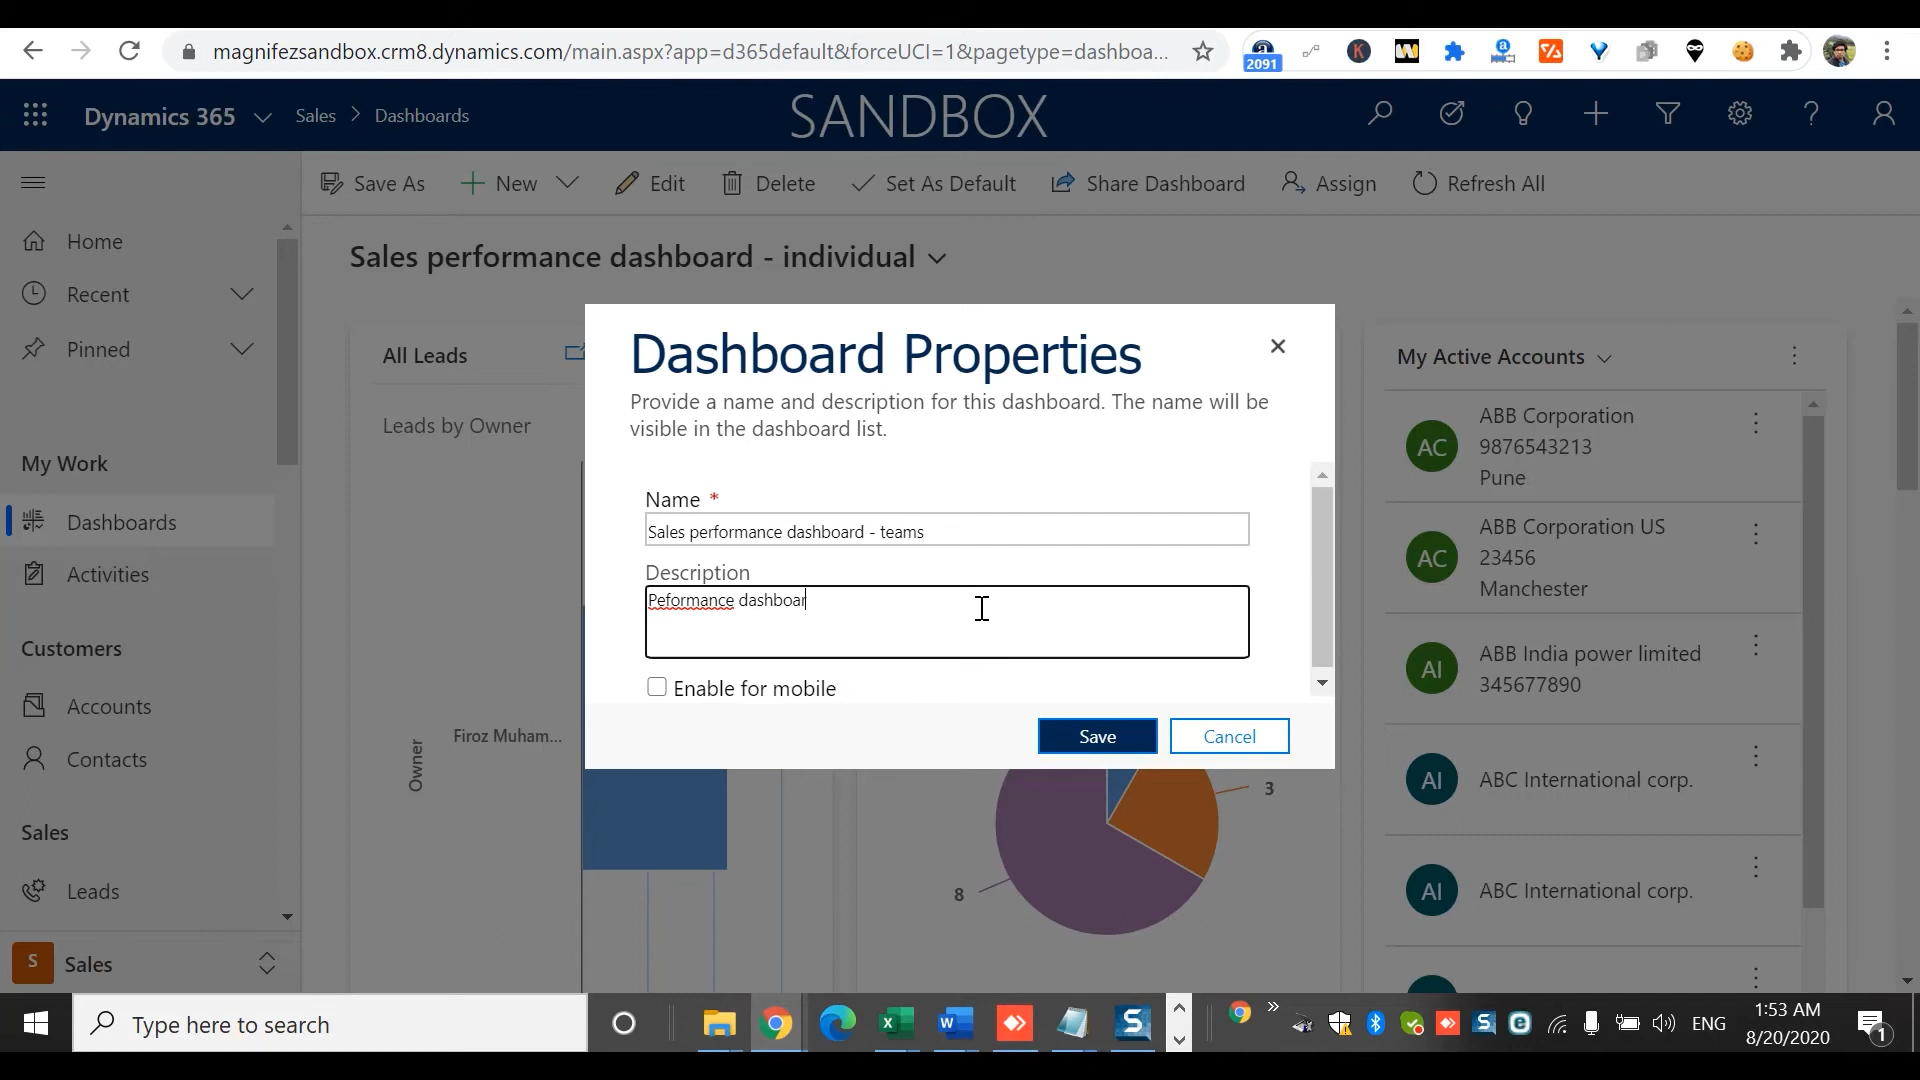 magnifezsandbox.crm8.dynamics.com/main.aspx?app=d365default&forceUCI=1&pagetype=dashboa...
2091
Dynamics 365
Sales > Dashboards
SANDBOX
Save As
New
Edit
Delete
Set As Default
Share Dashboard
Assign
Refresh All
Home
Recent
Pinned
My Work
Dashboards
Activities
Customers
Accounts
Contacts
Sales
Leads
S
Sales
Sales performance dashboard - individual
All Leads
Leads by Owner
Owner
Firoz Muham...
Dashboard Properties
Provide a name and description for this dashboard. The name will be
visible in the dashboard list.
Name *
Sales performance dashboard - teams
Description
Peformance dashboar
Enable for mobile
Save
Cancel
3
8
My Active Accounts
AC
ABB Corporation
9876543213
Pune
AC
ABB Corporation US
23456
Manchester
AI
ABB India power limited
345677890
AI
ABC International corp.
AI
ABC International corp.
Type here to search
ENG
1:53 AM
8/20/2020
1